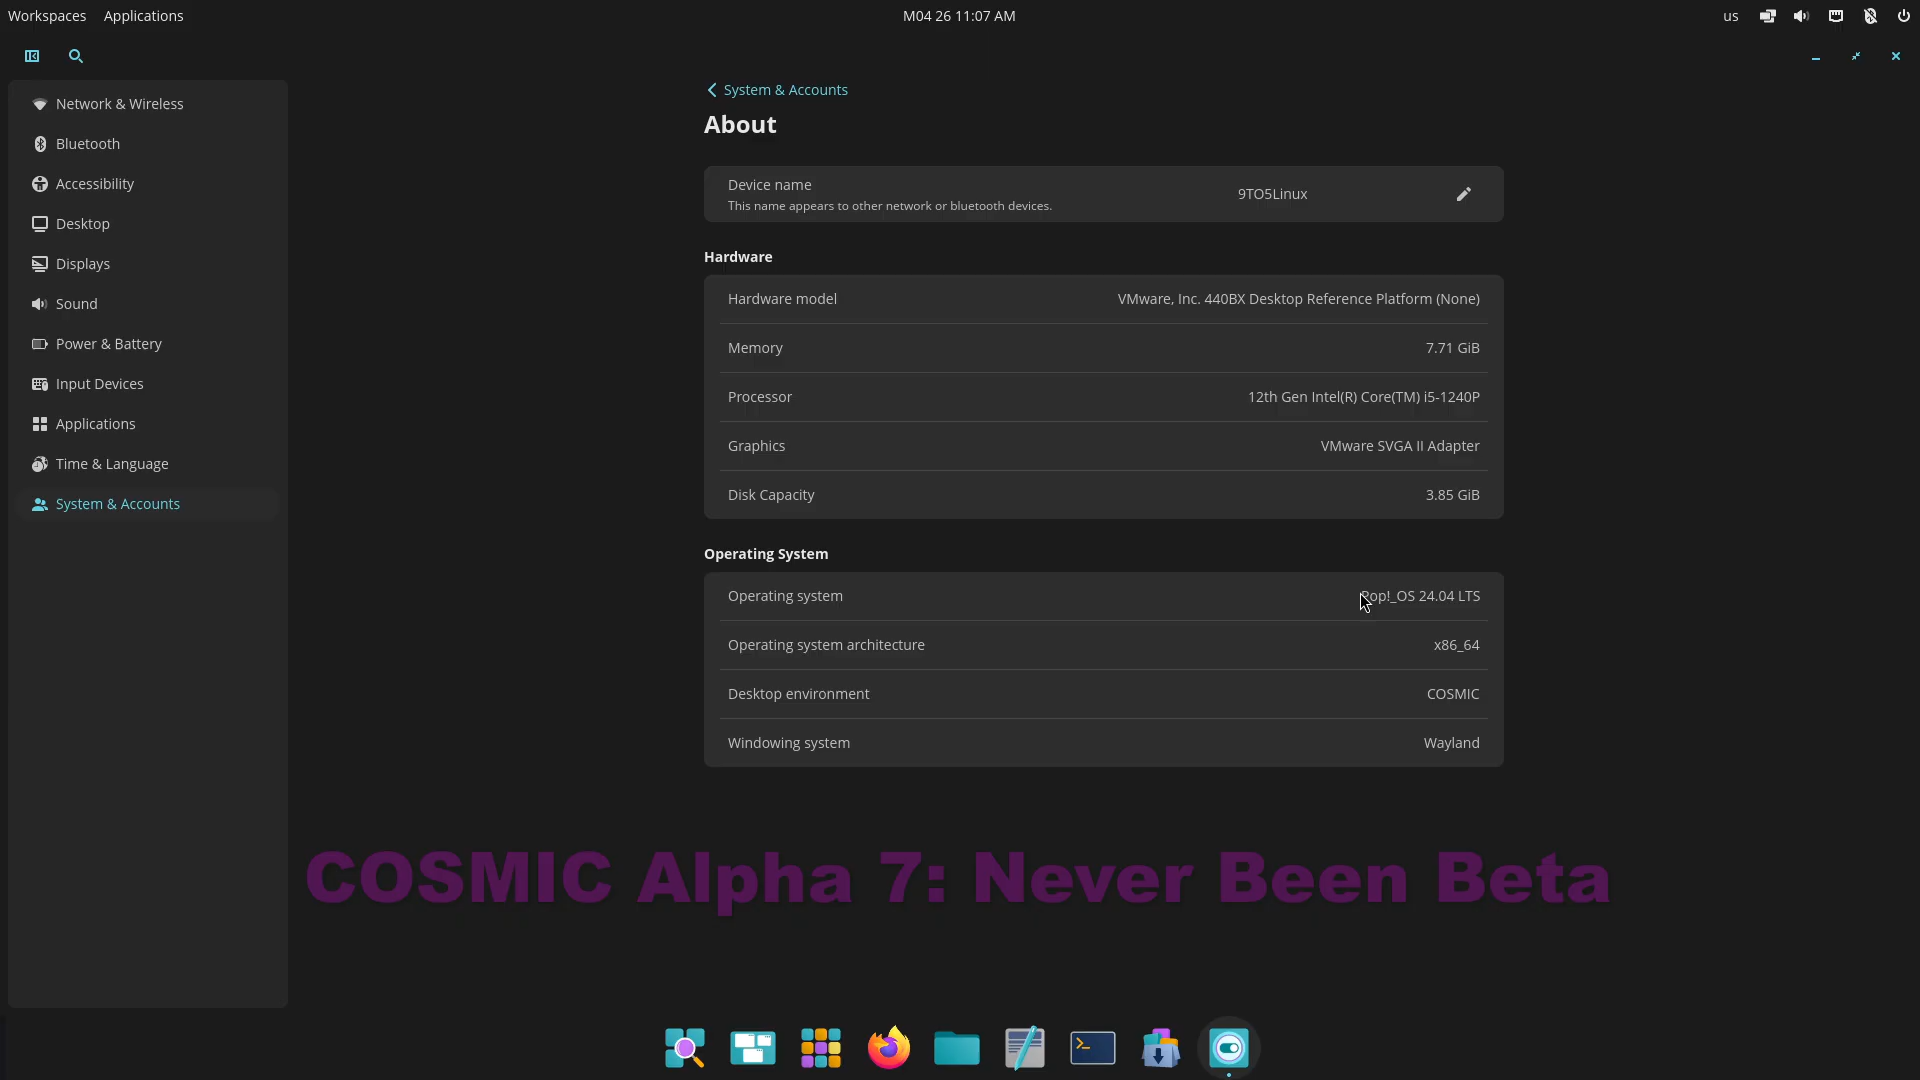 Workspaces Applications M04 26 11:07 AM us
Network & Wireless
Bluetooth
Accessibility
Desktop
Displays
Sound
Power & Battery
Input Devices
Applications
Time & Language
System & Accounts
System & Accounts
About
Device name
This name appears to other network or bluetooth devices.
9TO5Linux
Hardware
Hardware model VMware, Inc. 440BX Desktop Reference Platform (None)
Memory 7.71 GiB
Processor 12th Gen Intel(R) Core(TM) i5-1240P
Graphics VMware SVGA II Adapter
Disk Capacity 3.85 GiB
Operating System
Operating system Pop!_OS 24.04 LTS
Operating system architecture x86_64
Desktop environment COSMIC
Windowing system Wayland
COSMIC Alpha 7: Never Been Beta